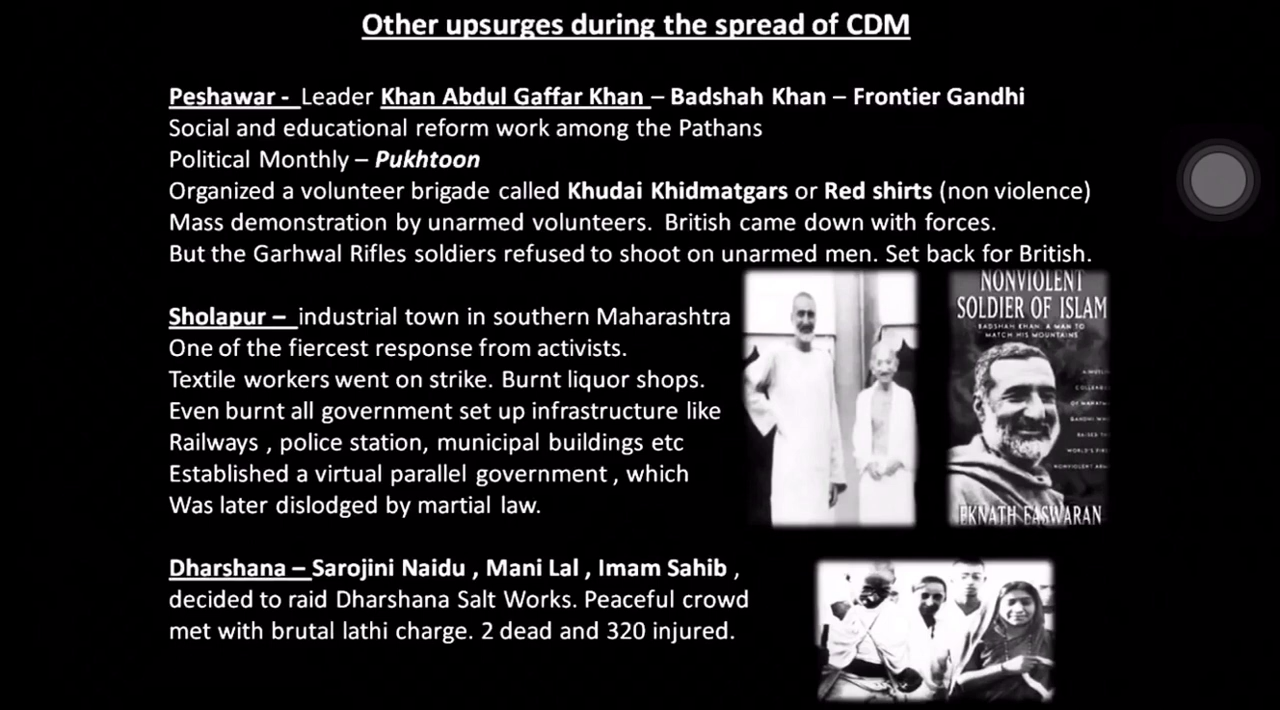 Other upsurges during the spread of CDM
Peshawar - Leader Khan Abdul Gaffar Khan – Badshah Khan – Frontier Gandhi
Social and educational reform work among the Pathans
Political Monthly – Pukhtoon
Organized a volunteer brigade called Khudai Khidmatgars or Red shirts (non violence)
Mass demonstration by unarmed volunteers. British came down with forces.
But the Garhwal Rifles soldiers refused to shoot on unarmed men. Set back for British.
Sholapur – industrial town in southern Maharashtra
One of the fiercest response from activists.
Textile workers went on strike. Burnt liquor shops.
Even burnt all government set up infrastructure like
Railways , police station, municipal buildings etc
Established a virtual parallel government , which
Was later dislodged by martial law.
NONVIOLENT
SOLDIER OF ISLAM
BADSHAH KHAN: A MAN TO
MATCH HIS MOUNTAINS
EKNATH EASWARAN
Dharshana – Sarojini Naidu , Mani Lal , Imam Sahib ,
decided to raid Dharshana Salt Works. Peaceful crowd
met with brutal lathi charge. 2 dead and 320 injured.